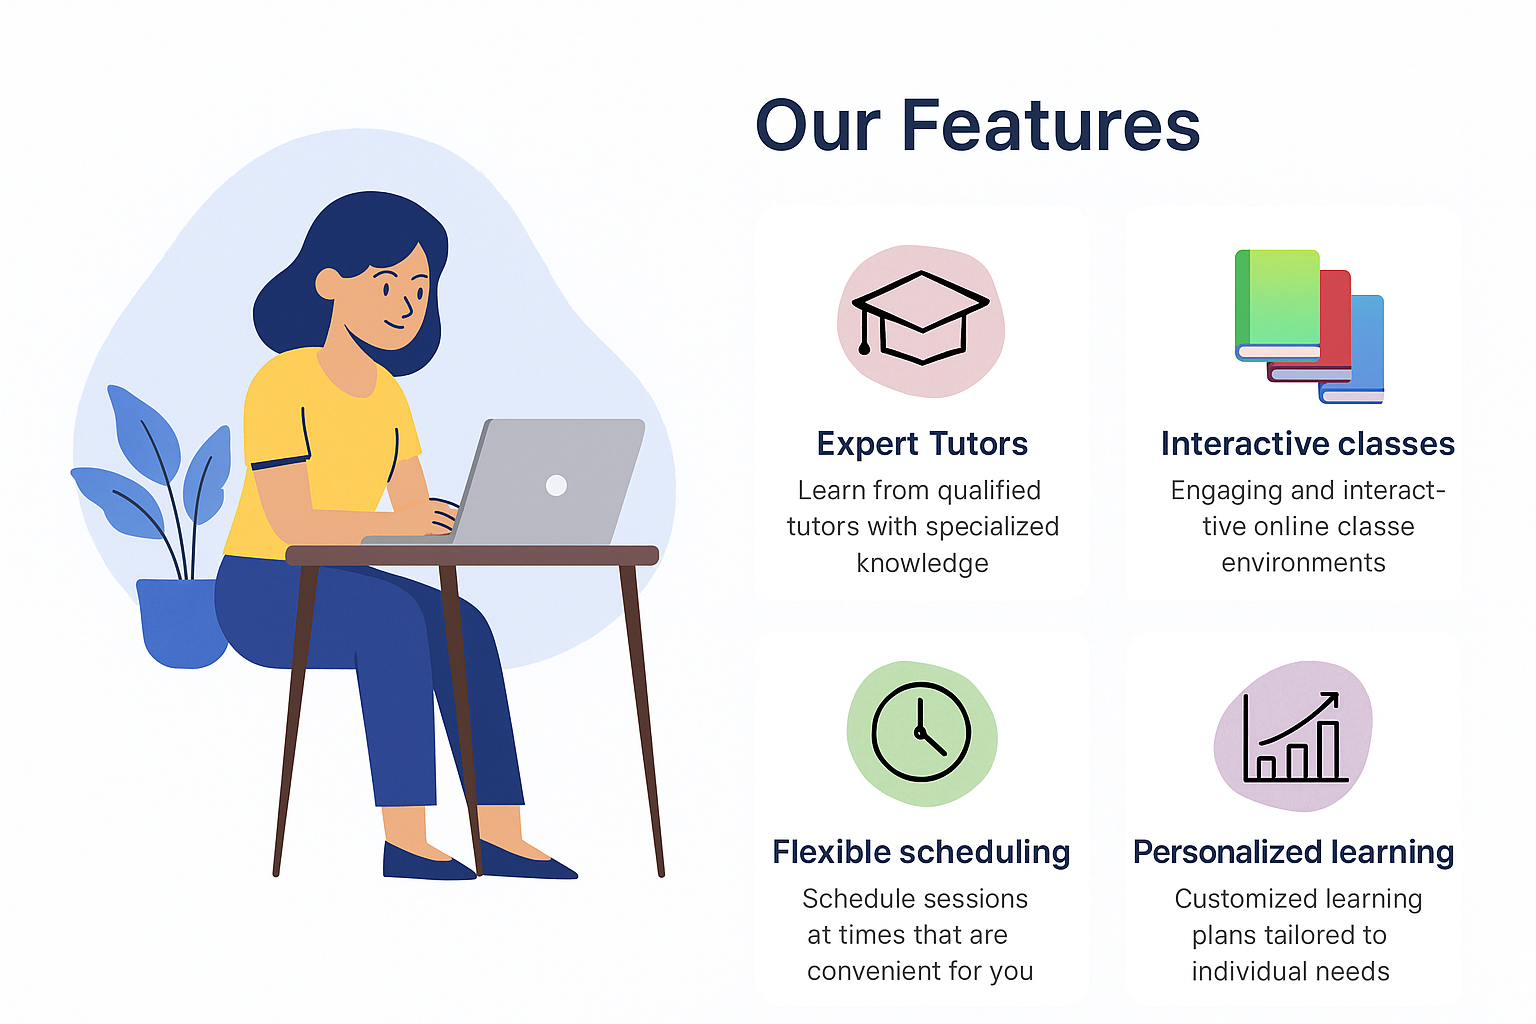 Our Features
Expert Tutors
Learn from qualified
tutors with specialized
knowledge
Interactive classes
Engaging and interact-
tive online classe
environments
Flexible scheduling
Schedule sessions
at times that are
convenient for you
Personalized learning
Customized learning
plans tailored to
individual needs